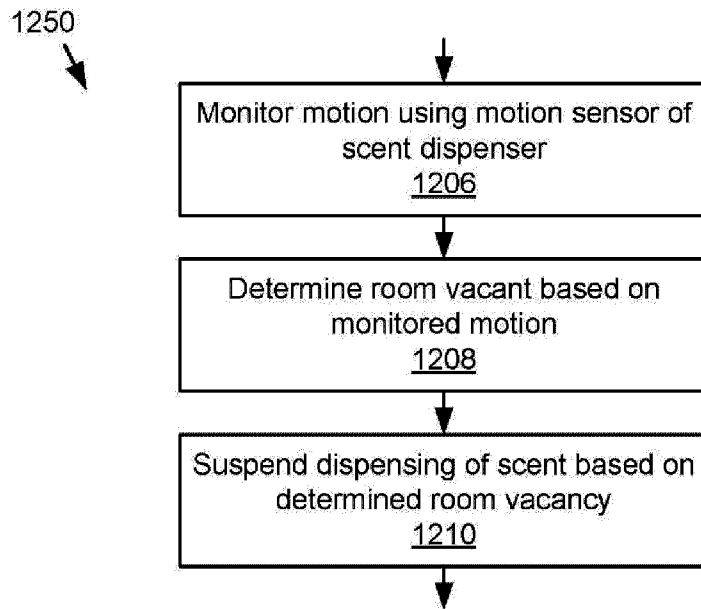 1250
Monitor motion using motion sensor of
scent dispenser
1206
Determine room vacant based on
monitored motion
1208
Suspend dispensing of scent based on
determined room vacancy
1210